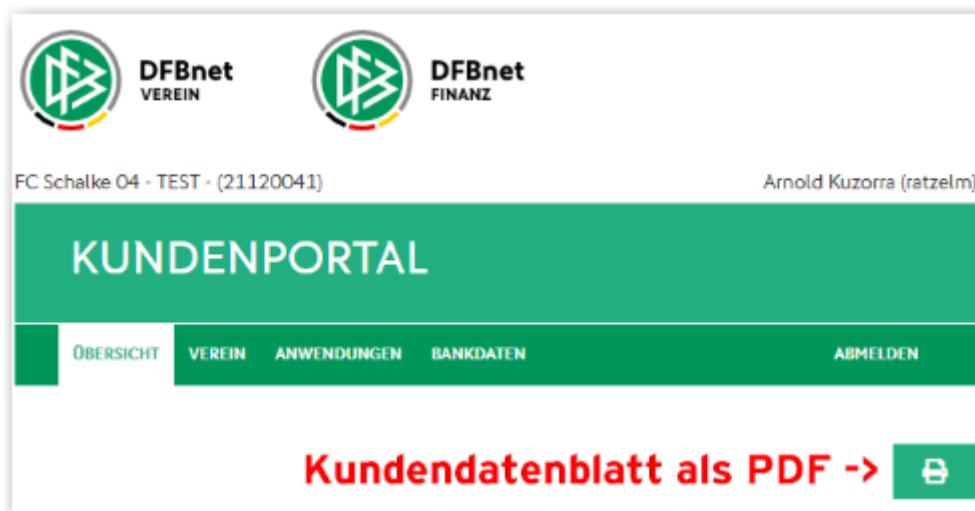 DFBnet
VEREIN
DFBnet
FINANZ
FC Schalke 04 - TEST - (21120041)
Arnold Kuzorra (ratzelm)
KUNDENPORTAL
ÜBERSICHT VEREIN ANWENDUNGEN BANKDATEN ABMELDEN
Kundendatenblatt als PDF ->